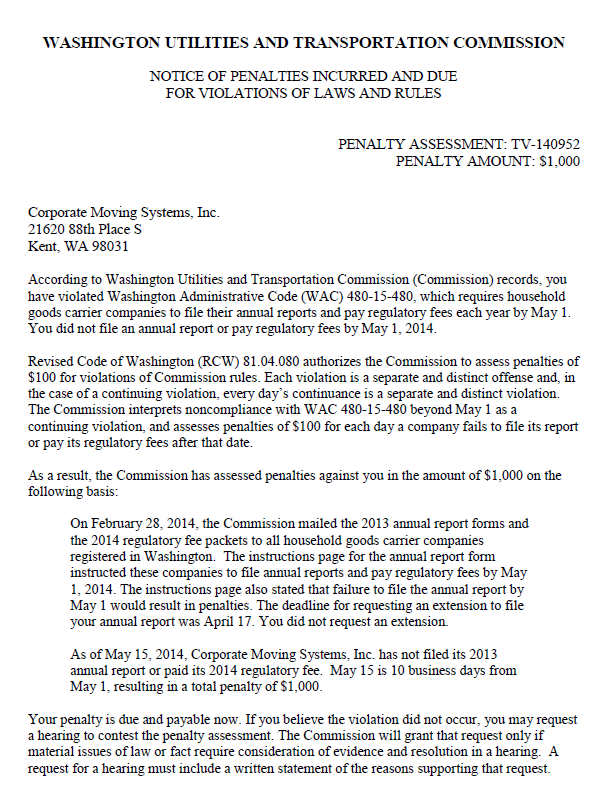 WASHINGTON UTILITIES AND TRANSPORTATION COMMISSION
NOTICE OF PENALTIES INCURRED AND DUE
FOR VIOLATIONS OF LAWS AND RULES
PENALTY ASSESSMENT: TV-140952
PENALTY AMOUNT: $1,000
Corporate Moving Systems, Inc.
21620 88th Place S
Kent, WA 98031
According to Washington Utilities and Transportation Commission (Commission) records, you
have violated Washington Administrative Code (WAC) 480-15-480, which requires household
goods carrier companies to file their annual reports and pay regulatory fees each year by May 1.
You did not file an annual report or pay regulatory fees by May 1, 2014.
Revised Code of Washington (RCW) 81.04.080 authorizes the Commission to assess penalties of
$100 for violations of Commission rules. Each violation is a separate and distinct offense and, in
the case of a continuing violation, every day's continuance is a separate and distinct violation.
The Commission interprets noncompliance with WAC 480-15-480 beyond May 1 as a
continuing violation, and assesses penalties of $100 for each day a company fails to file its report
or pay its regulatory fees after that date.
As a result, the Commission has assessed penalties against you in the amount of $1,000 on the
following basis:
On February 28, 2014, the Commission mailed the 2013 annual report forms and
the 2014 regulatory fee packets to all household goods carrier companies
registered in Washington. The instructions page for the annual report form
instructed these companies to file annual reports and pay regulatory fees by May
1, 2014. The instructions page also stated that failure to file the annual report by
May 1 would result in penalties. The deadline for requesting an extension to file
your annual report was April 17. You did not request an extension.
As of May 15, 2014, Corporate Moving Systems, Inc. has not filed its 2013
annual report or paid its 2014 regulatory fee. May 15 is 10 business days from
May 1, resulting in a total penalty of $1,000.
Your penalty is due and payable now. If you believe the violation did not occur, you may request
a hearing to contest the penalty assessment. The Commission will grant that request only if
material issues of law or fact require consideration of evidence and resolution in a hearing. A
request for a hearing must include a written statement of the reasons supporting that request.